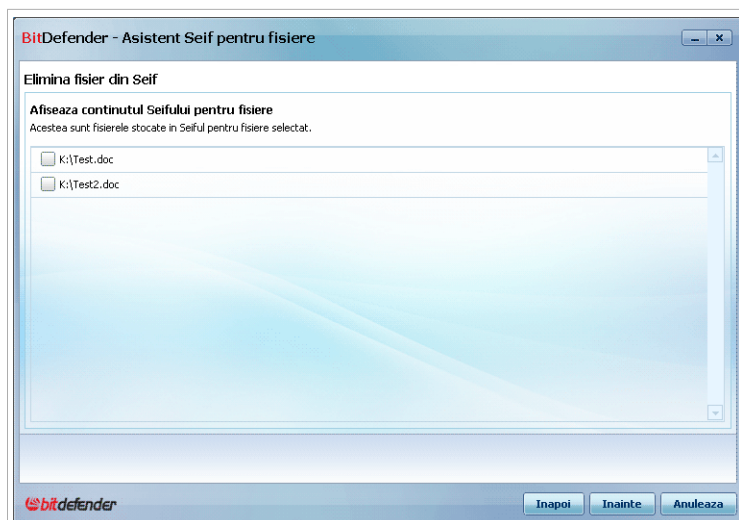 BitDefender - Asistent Seif pentru fisiere
Elimina fisier din Seif
Afiseaza continutul Seifului pentru fisiere
Acestea sunt fisierele stocate in Seiful pentru fisiere selectat.
K:\Test.doc
K:\Test2.doc
bitdefender
Inapoi Inainte Anuleaza